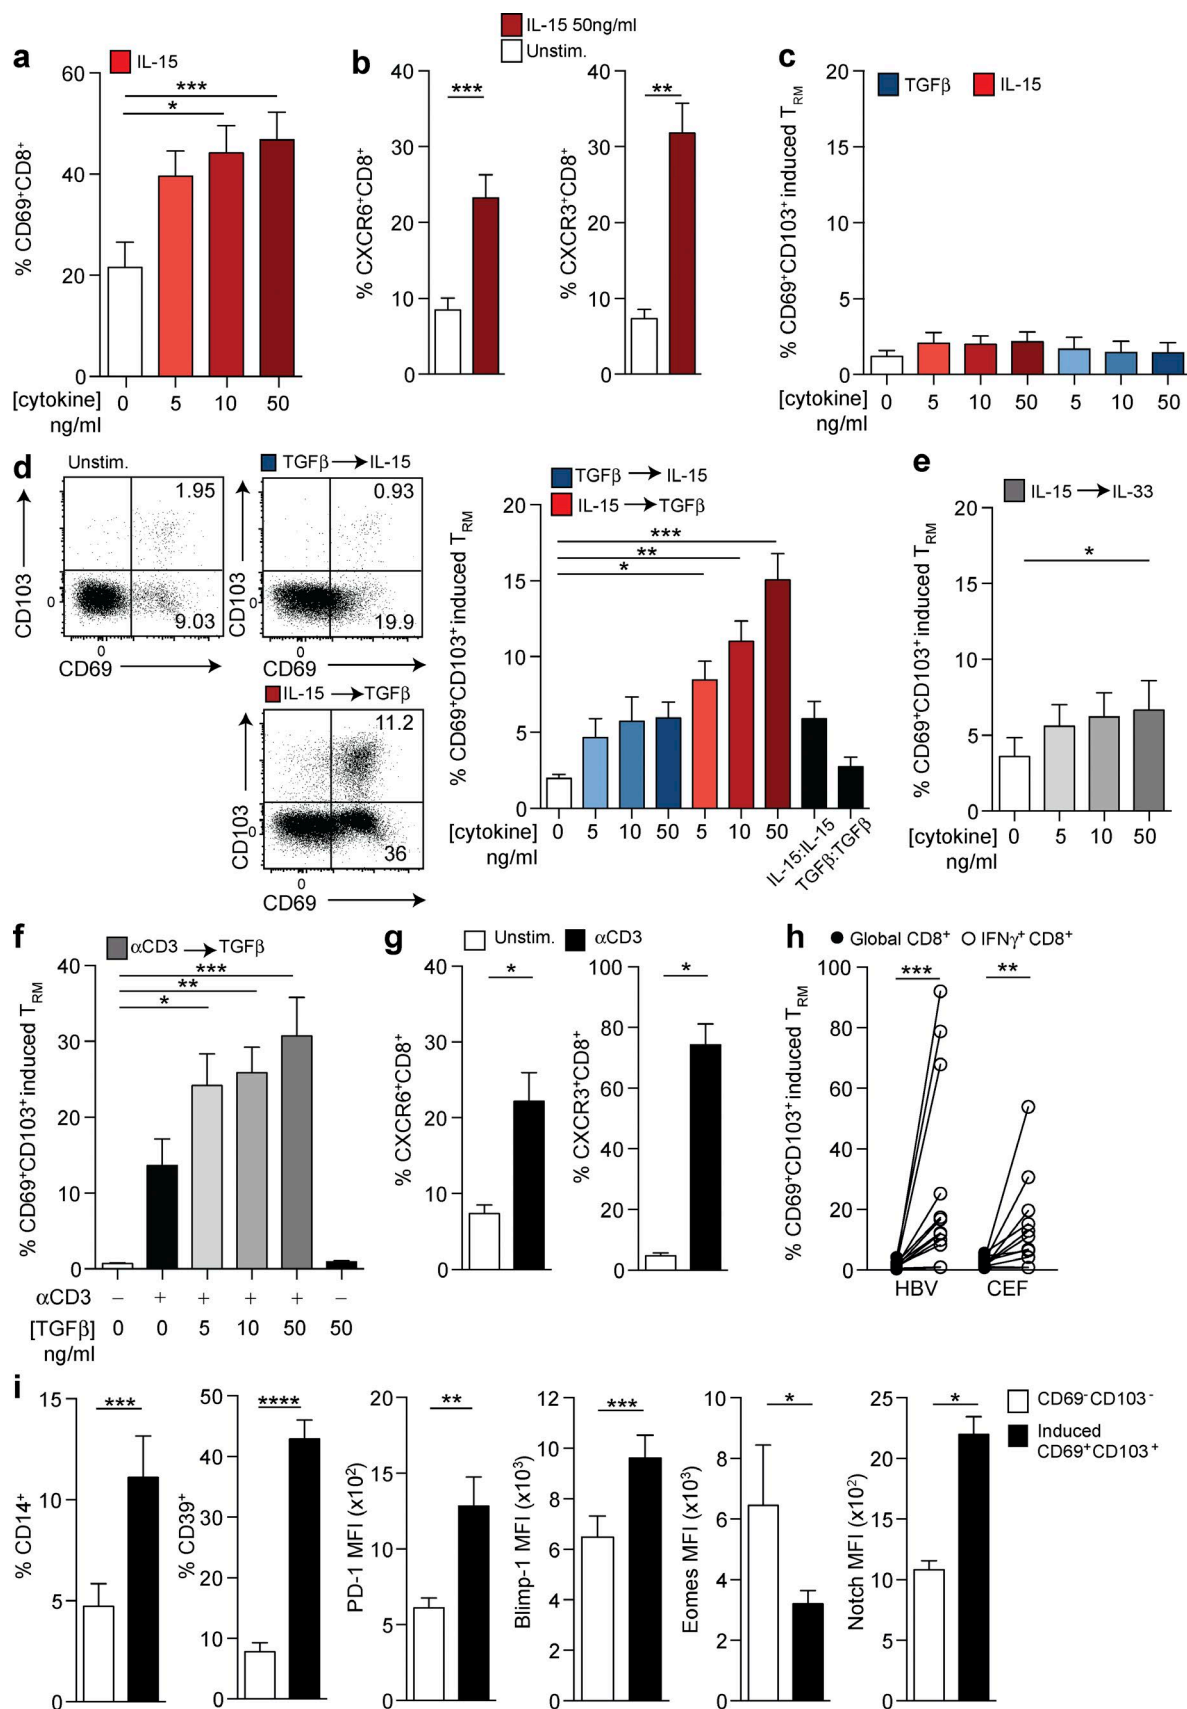 a
IL-15
% CD69⁺CD8⁺
60
40
20
0
***
*
[cytokine] 0 5 10 50
ng/ml
b
IL-15 50ng/ml
Unstim.
% CXCR6⁺CD8⁺
40
30
20
10
0
***
% CXCR3⁺CD8⁺
40
30
20
10
0
**
c
TGFβ IL-15
% CD69⁺CD103⁺ induced T_RM
20
15
10
5
0
[cytokine] 0 5 10 50 5 10 50
ng/ml
d
Unstim.
CD103
1.95
9.03
0
0
CD69
TGFβ → IL-15
CD103
0.93
19.9
0
0
CD69
IL-15 → TGFβ
CD103
11.2
36
0
0
CD69
TGFβ → IL-15
IL-15 → TGFβ
% CD69⁺CD103⁺ induced T_RM
20
15
10
5
0
***
**
*
[cytokine] 0 5 10 50 5 10 50 IL-15:IL-15 TGFβ:TGFβ
ng/ml
e
IL-15 → IL-33
% CD69⁺CD103⁺ induced T_RM
20
15
10
5
0
*
[cytokine] 0 5 10 50
ng/ml
f
αCD3 → TGFβ
% CD69⁺CD103⁺ induced T_RM
40
30
20
10
0
***
**
*
αCD3 − + + + + −
[TGFβ] 0 0 5 10 50 50
ng/ml
g
Unstim. αCD3
% CXCR6⁺CD8⁺
40
30
20
10
0
*
% CXCR3⁺CD8⁺
100
80
60
40
20
0
*
h
Global CD8⁺ IFNγ⁺ CD8⁺
% CD69⁺CD103⁺ induced T_RM
100
80
60
40
20
0
*** **
HBV CEF
i
% CD14⁺
15
10
5
0
***
% CD39⁺
50
40
30
20
10
0
****
PD-1 MFI (x10²)
20
15
10
5
0
**
Blimp-1 MFI (x10³)
12
10
8
6
4
2
0
***
Eomes MFI (x10³)
10
8
6
4
2
0
*
Notch MFI (x10²)
25
20
15
10
5
0
*
CD69⁻CD103⁻
Induced
CD69⁺CD103⁺